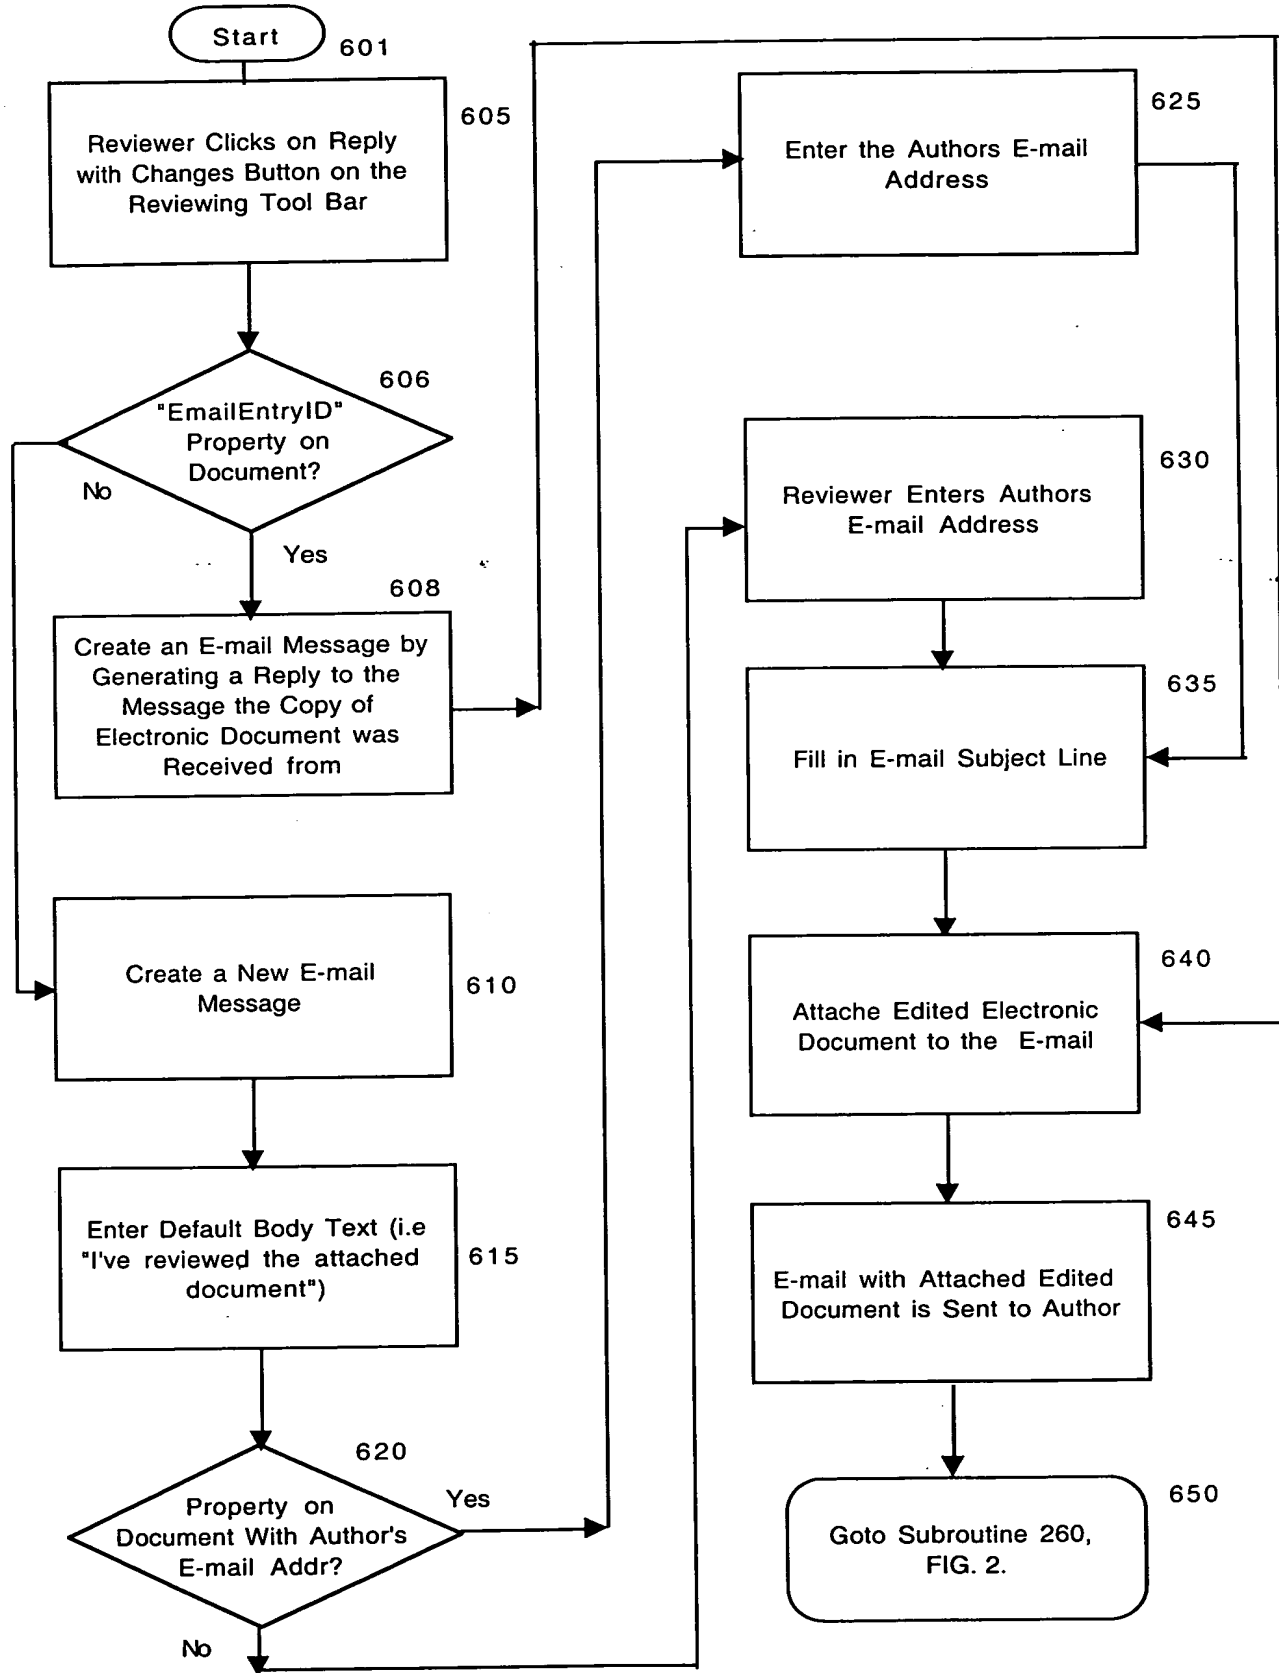 Start
601
Reviewer Clicks on Reply
with Changes Button on the
Reviewing Tool Bar
605
"EmailEntryID"
Property on
Document?
606
No
Yes
608
Create an E-mail Message by
Generating a Reply to the
Message the Copy of
Electronic Document was
Received from
Create a New E-mail
Message
610
Enter Default Body Text (i.e
"I've reviewed the attached
document")
615
620
Property on
Document With Author's
E-mail Addr?
Yes
No
625
Enter the Authors E-mail
Address
630
Reviewer Enters Authors
E-mail Address
635
Fill in E-mail Subject Line
640
Attache Edited Electronic
Document to the E-mail
645
E-mail with Attached Edited
Document is Sent to Author
650
Goto Subroutine 260,
FIG. 2.